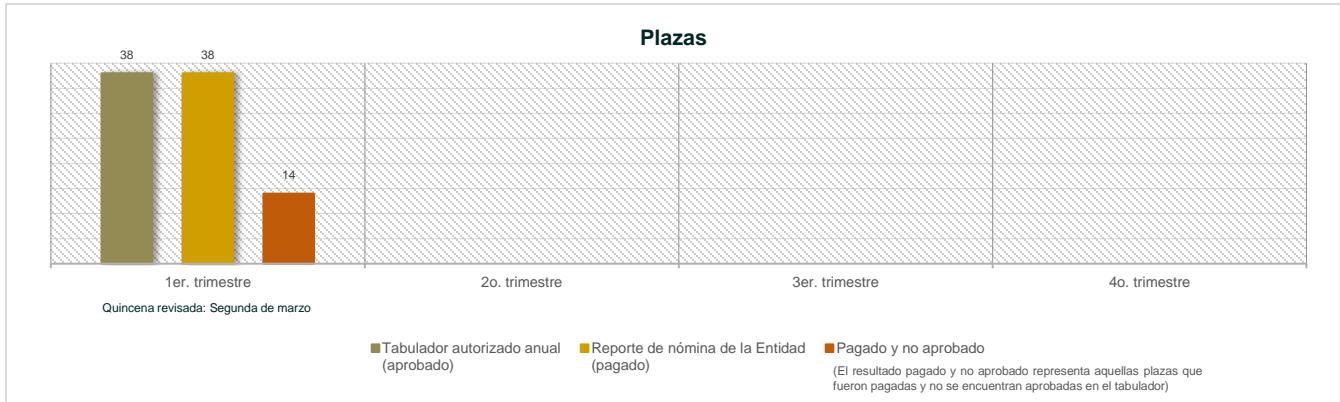 Plazas
38
38
14
1er. trimestre
2o. trimestre
3er. trimestre
4o. trimestre
Quincena revisada: Segunda de marzo
Tabulador autorizado anual
(aprobado)
Reporte de nómina de la Entidad
(pagado)
Pagado y no aprobado
(El resultado pagado y no aprobado representa aquellas plazas que
fueron pagadas y no se encuentran aprobadas en el tabulador)